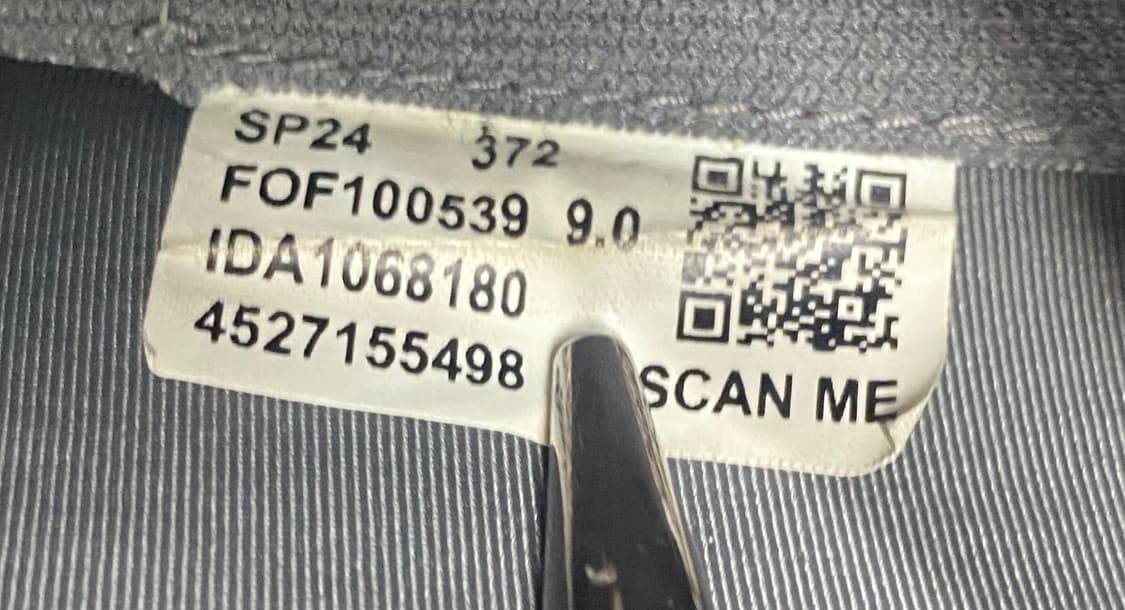 SP24 372
FOF100539 9.0
IDA1068180
4527155498
SCAN ME